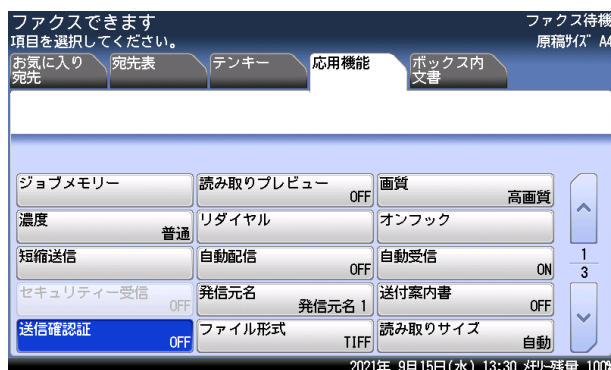 ファクスできます
ファクス待機
項目を選択してください。
原稿サイズ A4
お気に入り
宛先
宛先表
テンキー
応用機能
ボックス内
文書
ジョブメモリー
読み取りプレビュー
OFF
画質
高画質
濃度
普通
リダイヤル
オンフック
短縮送信
自動配信
OFF
自動受信
ON
1
3
セキュリティー受信
OFF
発信元名
発信元名 1
送付案内書
OFF
送信確認証
OFF
ファイル形式
TIFF
読み取りサイズ
自動
2021年 9月15日(水) 13:30 メモリー残量 100%